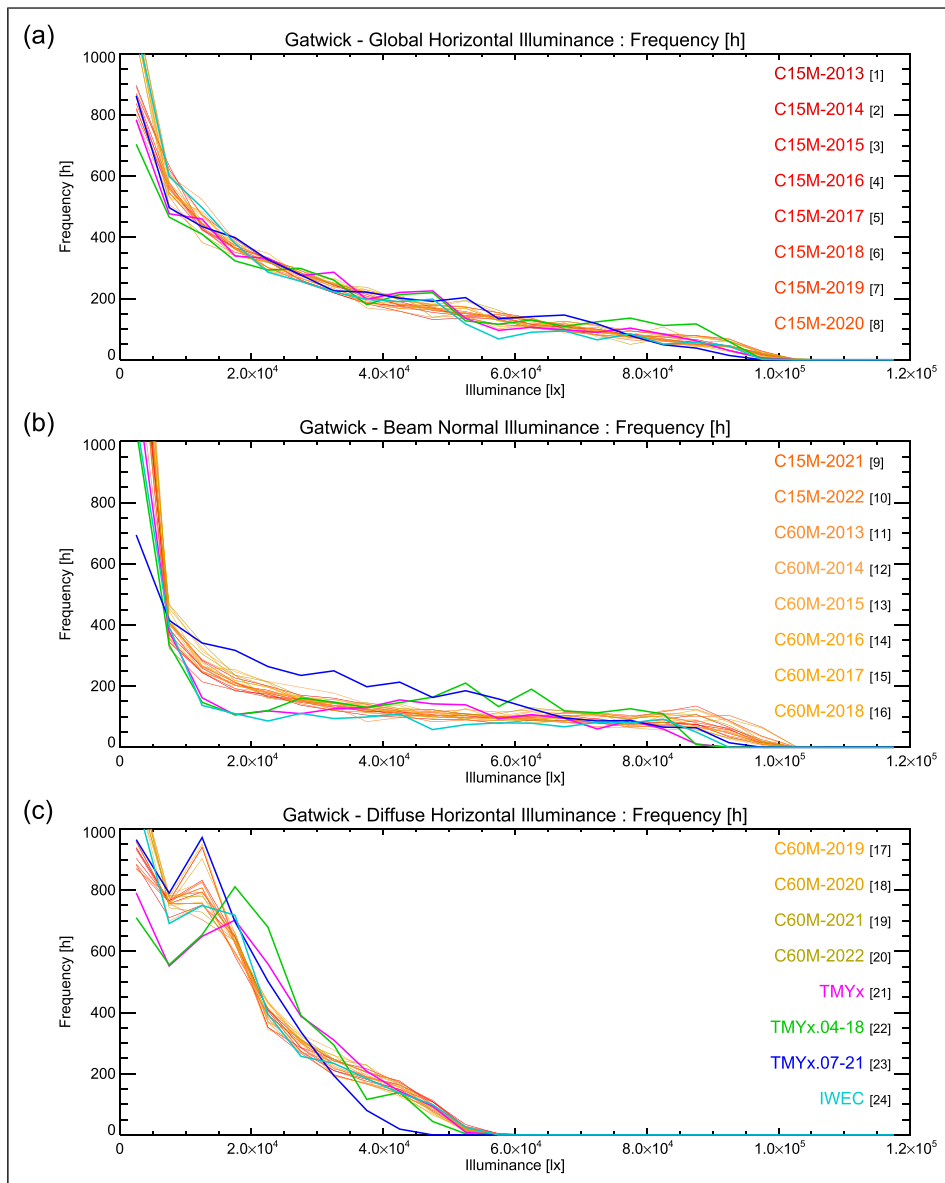 (a)
Gatwick - Global Horizontal Illuminance : Frequency [h]
1000
800
600
400
200
0
Frequency [h]
C15M-2013 [1]
C15M-2014 [2]
C15M-2015 [3]
C15M-2016 [4]
C15M-2017 [5]
C15M-2018 [6]
C15M-2019 [7]
C15M-2020 [8]
0
2.0×10⁴
4.0×10⁴
6.0×10⁴
8.0×10⁴
1.0×10⁵
1.2×10⁵
Illuminance [lx]
(b)
Gatwick - Beam Normal Illuminance : Frequency [h]
1000
800
600
400
200
0
Frequency [h]
C15M-2021 [9]
C15M-2022 [10]
C60M-2013 [11]
C60M-2014 [12]
C60M-2015 [13]
C60M-2016 [14]
C60M-2017 [15]
C60M-2018 [16]
0
2.0×10⁴
4.0×10⁴
6.0×10⁴
8.0×10⁴
1.0×10⁵
1.2×10⁵
Illuminance [lx]
(c)
Gatwick - Diffuse Horizontal Illuminance : Frequency [h]
1000
800
600
400
200
0
Frequency [h]
C60M-2019 [17]
C60M-2020 [18]
C60M-2021 [19]
C60M-2022 [20]
TMYx [21]
TMYx.04-18 [22]
TMYx.07-21 [23]
IWEC [24]
0
2.0×10⁴
4.0×10⁴
6.0×10⁴
8.0×10⁴
1.0×10⁵
1.2×10⁵
Illuminance [lx]